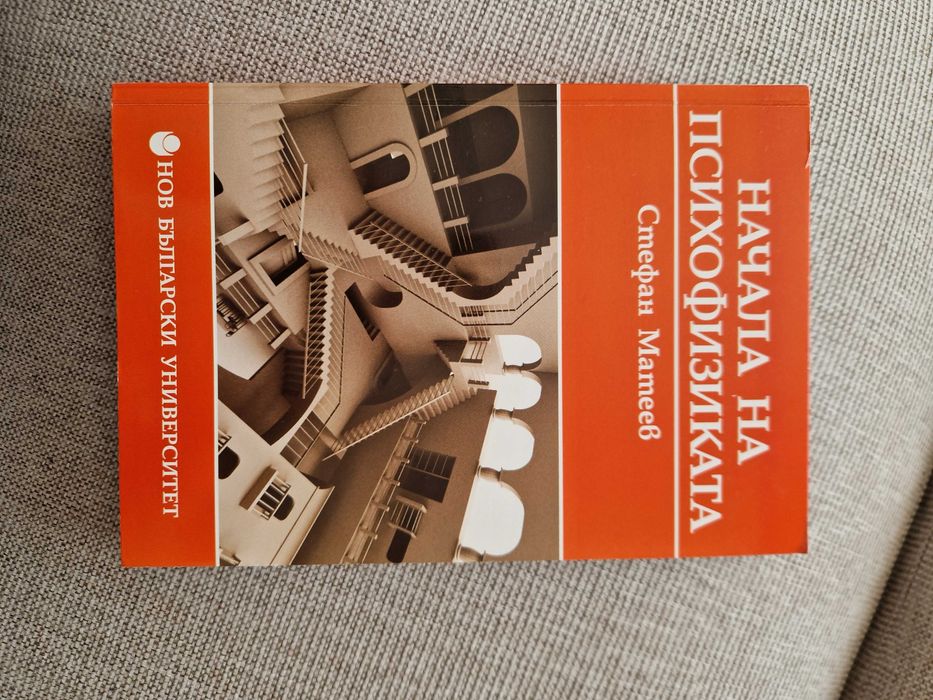 НАЧАЛА НА
ПСИХОФИЗИКАТА
Стефан Матеев
НОВ БЪЛГАРСКИ УНИВЕРСИТЕТ